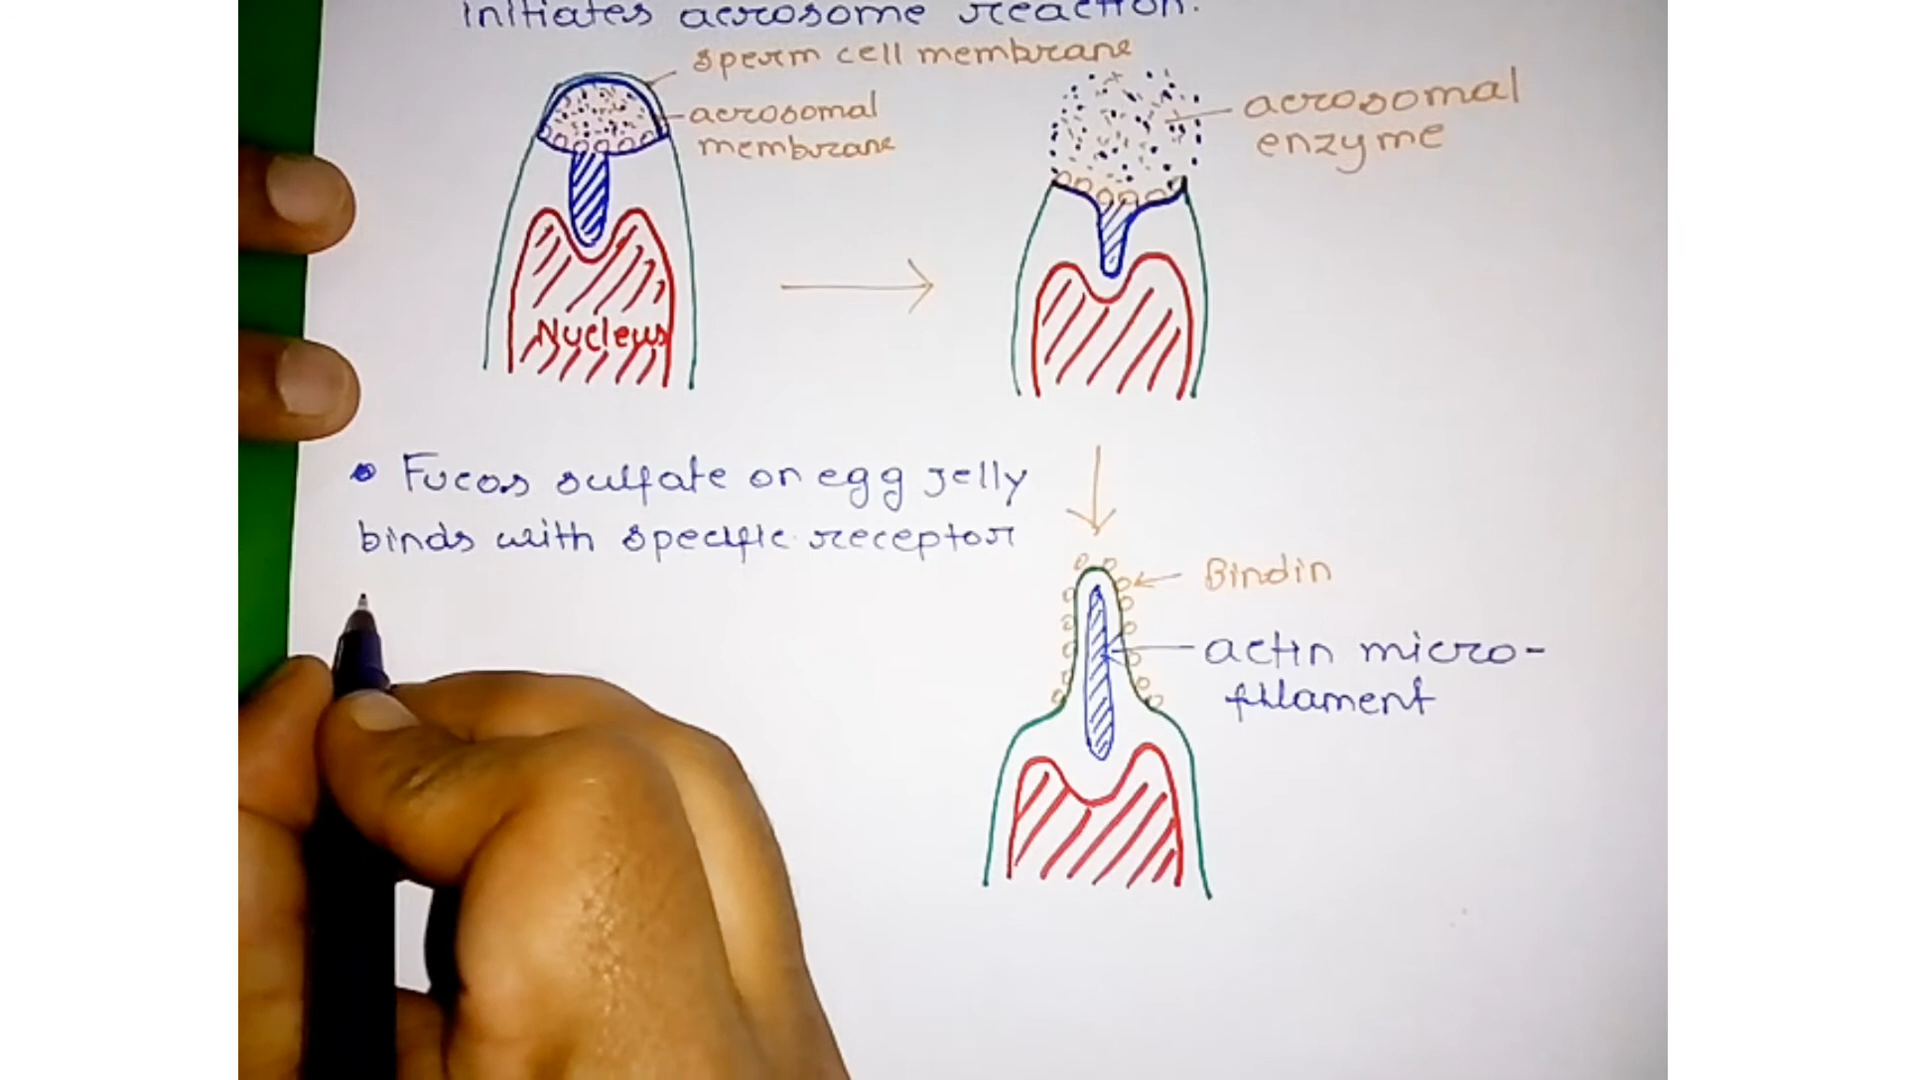 initiates acrosome reaction.
sperm cell membrane
acrosomal
membrane
acrosomal
enzyme
Nucleus
• Fucos sulfate on egg jelly
binds with specific receptor
Bindin
actin micro-
filament